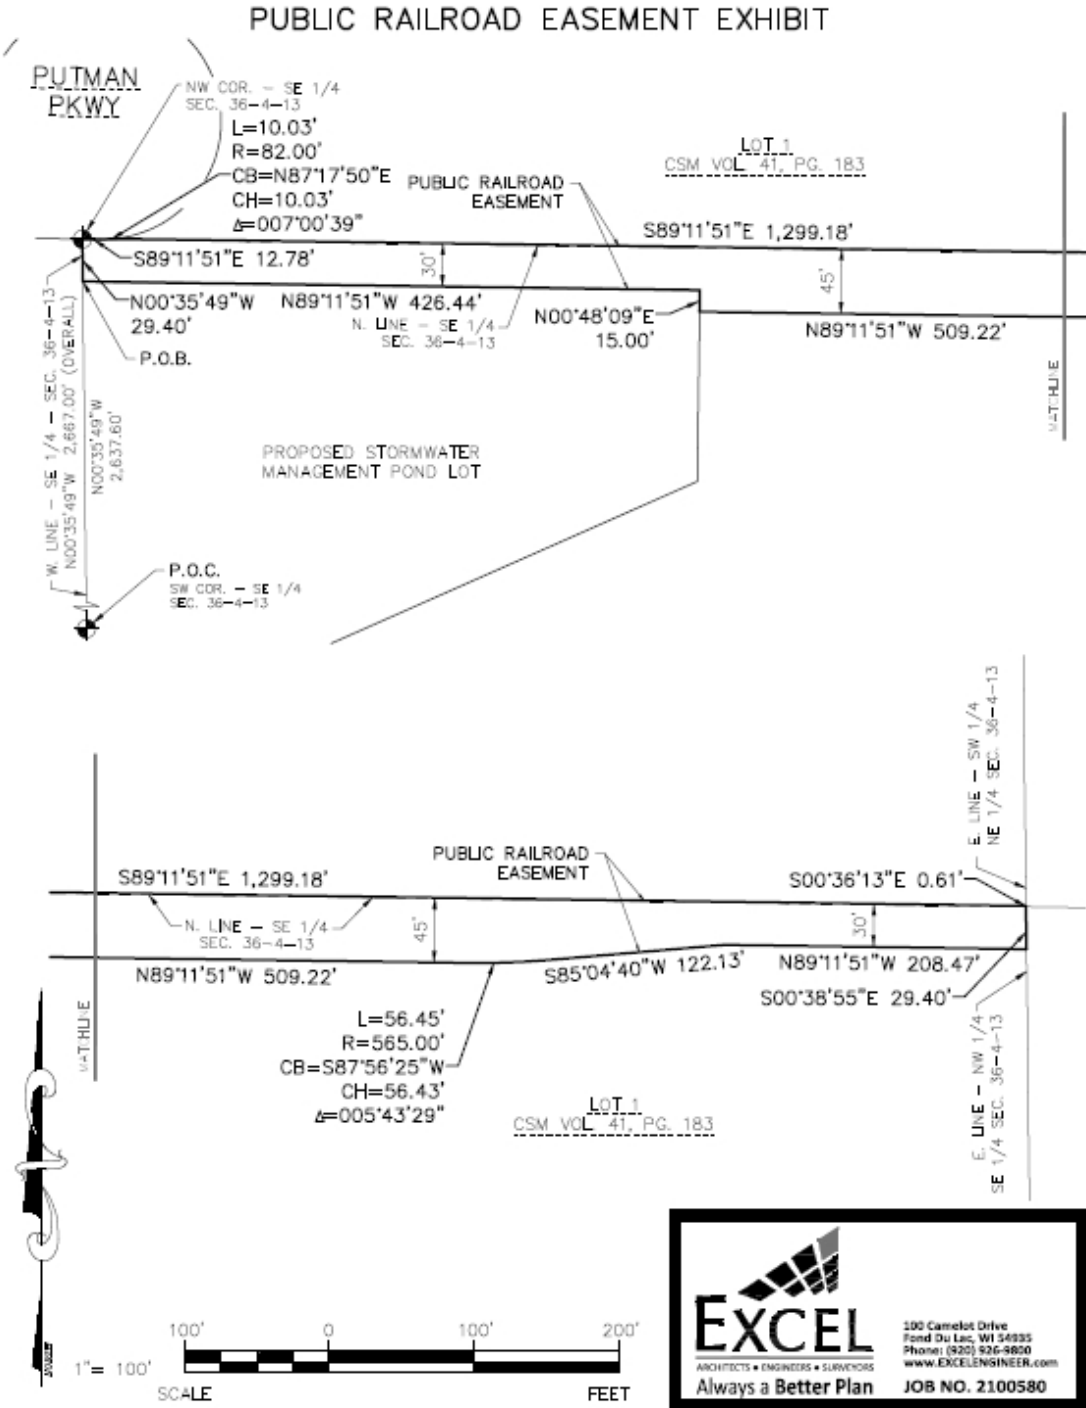 PUBLIC RAILROAD EASEMENT EXHIBIT
PUTMAN
PKWY
NW COR. - SE 1/4
SEC. 36-4-13
L=10.03'
R=82.00'
CB=N87°17'50"E
CH=10.03'
Δ=007°00'39"
PUBLIC RAILROAD
EASEMENT
LOT 1
CSM VOL 41, PG. 183
S89°11'51"E 1,299.18'
S89°11'51"E 12.78'
30'
45'
N00°35'49"W
29.40'
N89°11'51"W 426.44'
N. LINE - SE 1/4
SEC. 36-4-13
N00°48'09"E
15.00'
N89°11'51"W 509.22'
P.O.B.
MATCHLINE
W. LINE - SE 1/4 - SEC. 36-4-13
N00°35'49"W 2,667.00' (OVERALL)
N00°35'49"W
2,637.60'
PROPOSED STORMWATER
MANAGEMENT POND LOT
P.O.C.
SW COR. - SE 1/4
SEC. 36-4-13
E. LINE - SW 1/4
NE 1/4 SEC. 36-4-13
PUBLIC RAILROAD
EASEMENT
S89°11'51"E 1,299.18'
S00°36'13"E 0.61'
N. LINE - SE 1/4
SEC. 36-4-13
45'
30'
N89°11'51"W 509.22'
S85°04'40"W 122.13'
N89°11'51"W 208.47'
S00°38'55"E 29.40'
MATCHLINE
L=56.45'
R=565.00'
CB=S87°56'25"W
CH=56.43'
Δ=005°43'29"
LOT 1
CSM VOL 41, PG. 183
E. LINE - NW 1/4
SE 1/4 SEC. 36-4-13
1"= 100'
100' 0 100' 200'
SCALE FEET
EXCEL
ARCHITECTS • ENGINEERS • SURVEYORS
Always a Better Plan
100 Camelot Drive
Fond Du Lac, WI 54935
Phone: (920) 926-9800
www.EXCELENGINEER.com
JOB NO. 2100580